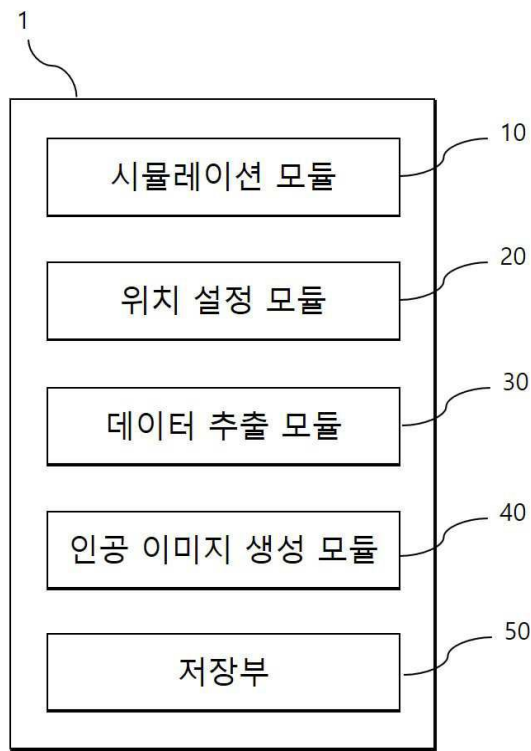 1
시뮬레이션 모듈
10
위치 설정 모듈
20
데이터 추출 모듈
30
인공 이미지 생성 모듈
40
저장부
50